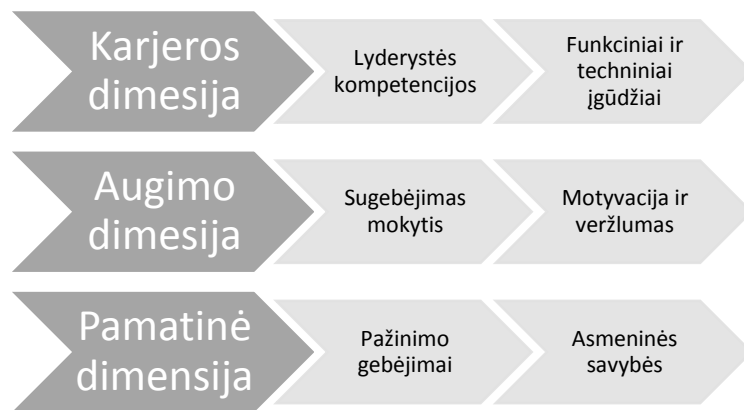 Karjeros
dimesija
Lyderystės
kompetencijos
Funkciniai ir
techniniai
įgūdžiai
Augimo
dimesija
Sugebėjimas
mokytis
Motyvacija ir
veržlumas
Pamatinė
dimensija
Pažinimo
gebėjimai
Asmeninės
savybės